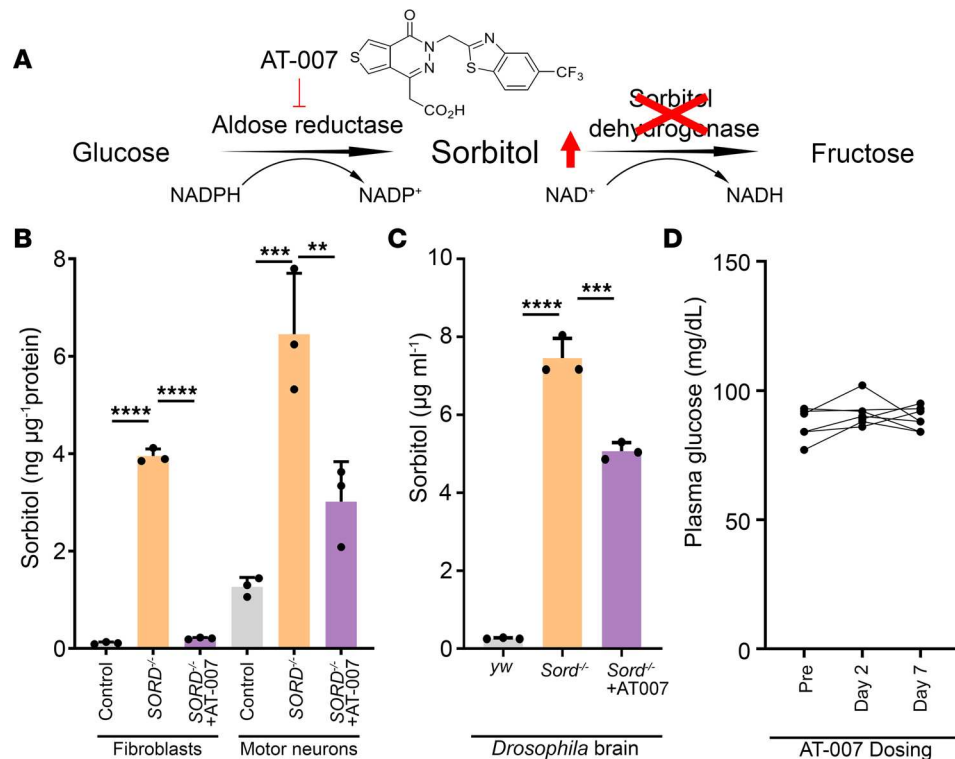 A
AT-007
O
N
N
S
N
S
CF₃
CO₂H
Sorbitol
dehydrogenase
Aldose reductase
Glucose
Sorbitol
Fructose
NADPH
NADP⁺
NAD⁺
NADH
B
Sorbitol (ng µg⁻¹protein)
8
6
4
2
0
****
****
***
**
Control
SORD⁻/⁻
SORD⁻/⁻
+AT-007
Control
SORD⁻/⁻
SORD⁻/⁻
+AT-007
Fibroblasts
Motor neurons
C
Sorbitol (µg ml⁻¹)
10
8
6
4
2
0
****
***
yw
Sord⁻/⁻
Sord⁻/⁻
+AT007
Drosophila brain
D
Plasma glucose (mg/dL)
150
100
50
0
Pre
Day 2
Day 7
AT-007 Dosing